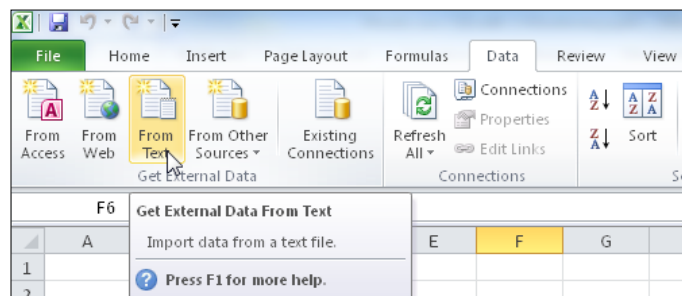 File Home Insert Page Layout Formulas Data Review View
From Access
From Web
From Text
From Other Sources
Existing Connections
Get External Data
Refresh All
Connections
Properties
Edit Links
Connections
A Z
Z A
A Z
Z A
Sort
F6
Get External Data From Text
Import data from a text file.
Press F1 for more help.
A E F G
1
2